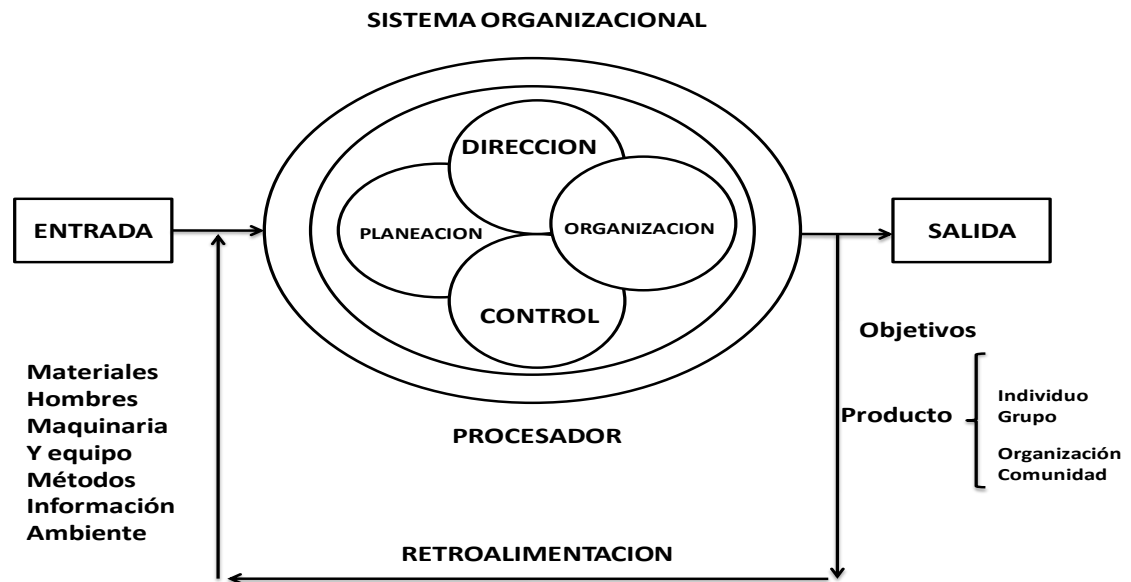 SISTEMA ORGANIZACIONAL
DIRECCION
ENTRADA
PLANEACION
ORGANIZACION
SALIDA
CONTROL
Objetivos
Materiales
Hombres
Maquinaria
Y equipo
Métodos
Información
Ambiente
PROCESADOR
Producto
Individuo
Grupo
Organización
Comunidad
RETROALIMENTACION